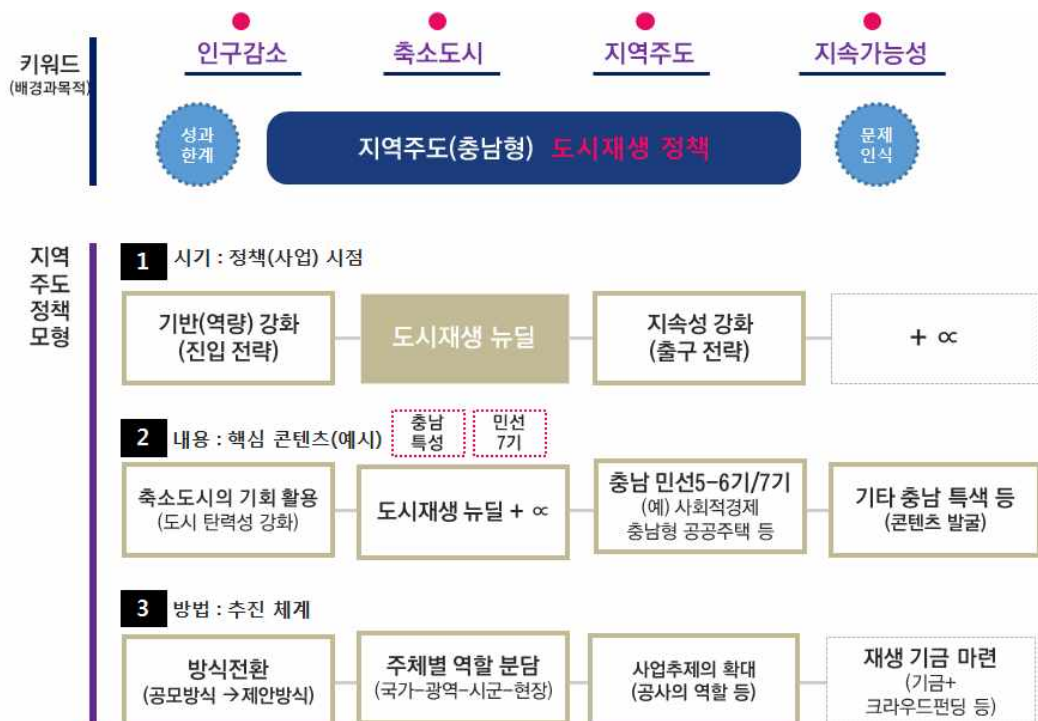 인구감소 축소도시 지역주도 지속가능성
키워드
(배경과목적)
성과
한계
지역주도(충남형) 도시재생 정책
문제
인식
지역
주도
정책
모형
1 시기 : 정책(사업) 시점
기반(역량) 강화
(진입 전략)
도시재생 뉴딜
지속성 강화
(출구 전략)
+ ∝
2 내용 : 핵심 콘텐츠(예시)
충남
특성
민선
7기
축소도시의 기회 활용
(도시 탄력성 강화)
도시재생 뉴딜 + ∝
충남 민선5-6기/7기
(예) 사회적경제
충남형 공공주택 등
기타 충남 특색 등
(콘텐츠 발굴)
3 방법 : 추진 체계
방식전환
(공모방식 →제안방식)
주체별 역할 분담
(국가-광역-시군-현장)
사업추제의 확대
(공사의 역할 등)
재생 기금 마련
(기금+
크라우드펀딩 등)